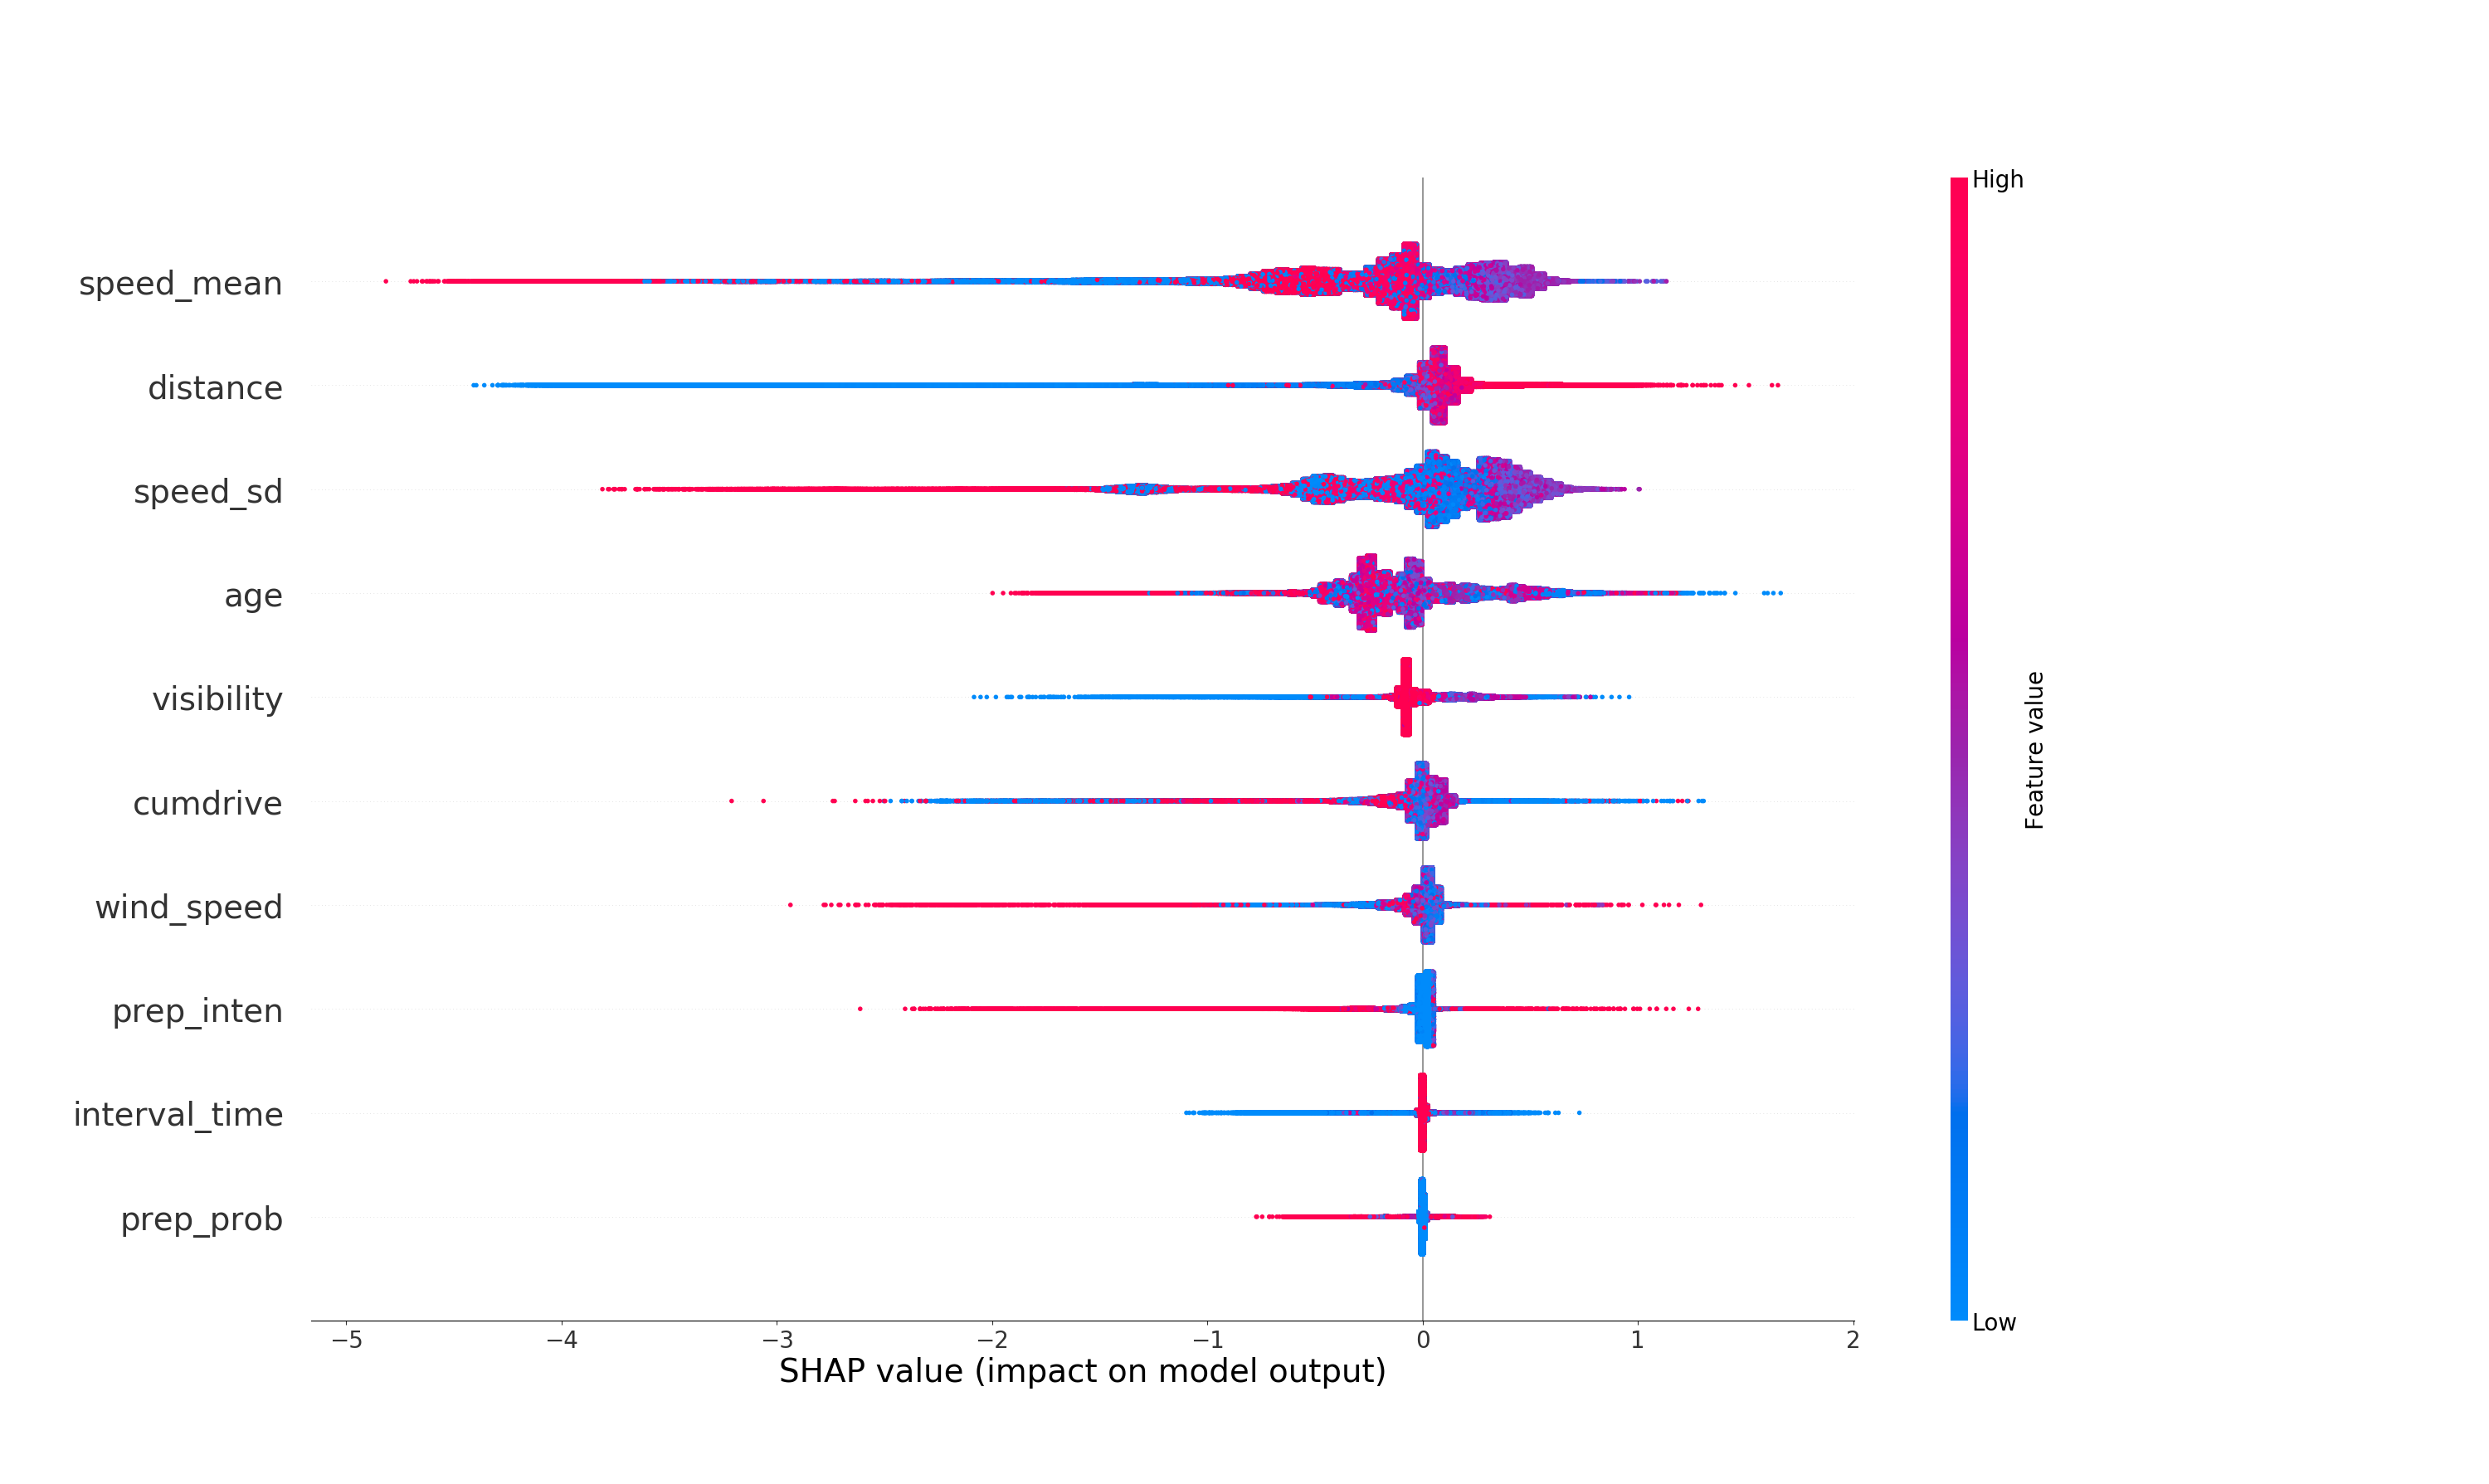 High
speed_mean
distance
speed_sd
age
visibility
cumdrive
wind_speed
prep_inten
interval_time
prep_prob
Feature value
Low
−5 −4 −3 −2 −1 0 1 2
SHAP value (impact on model output)